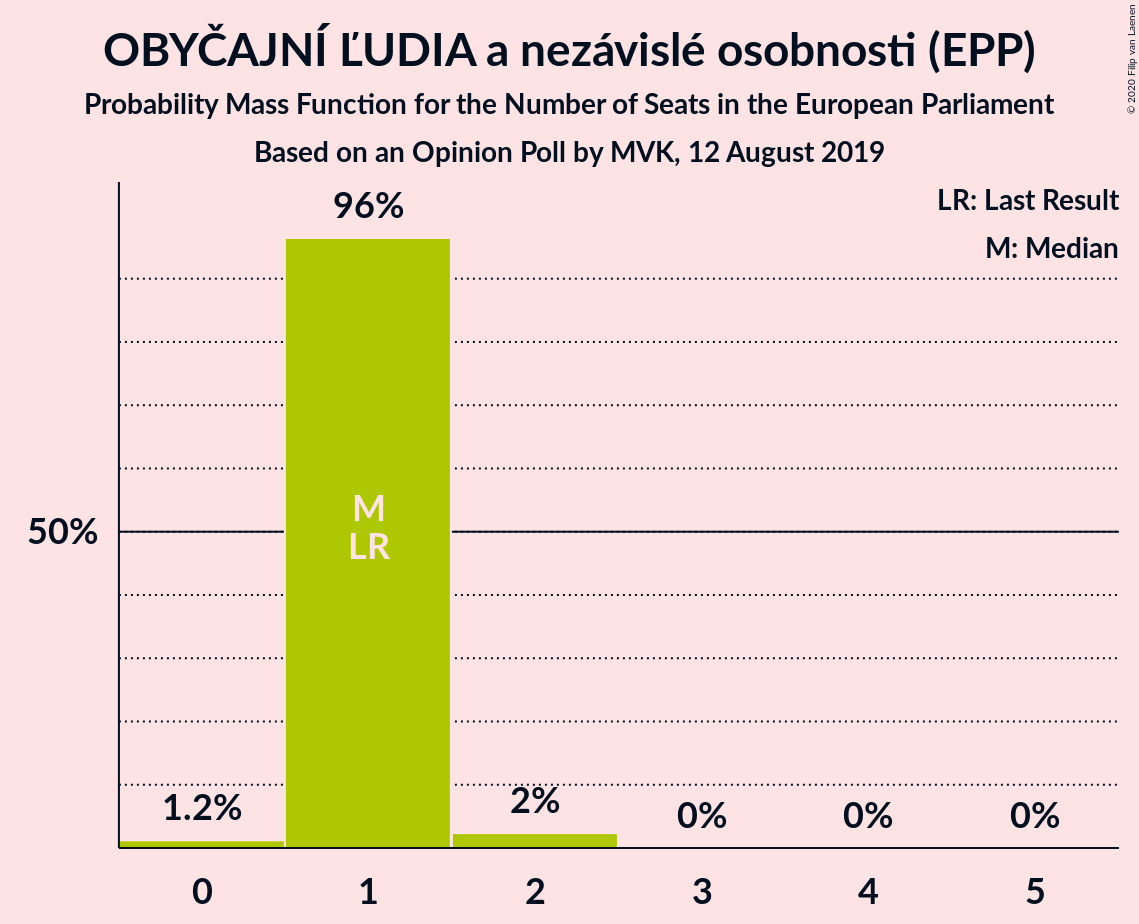 OBYČAJNÍ ĽUDIA a nezávislé osobnosti (EPP)
Probability Mass Function for the Number of Seats in the European Parliament
Based on an Opinion Poll by MVK, 12 August 2019
© 2020 Filip van Laenen
LR: Last Result
M: Median
96%
M
LR
50%
1.2%
2%
0%
0%
0%
0
1
2
3
4
5